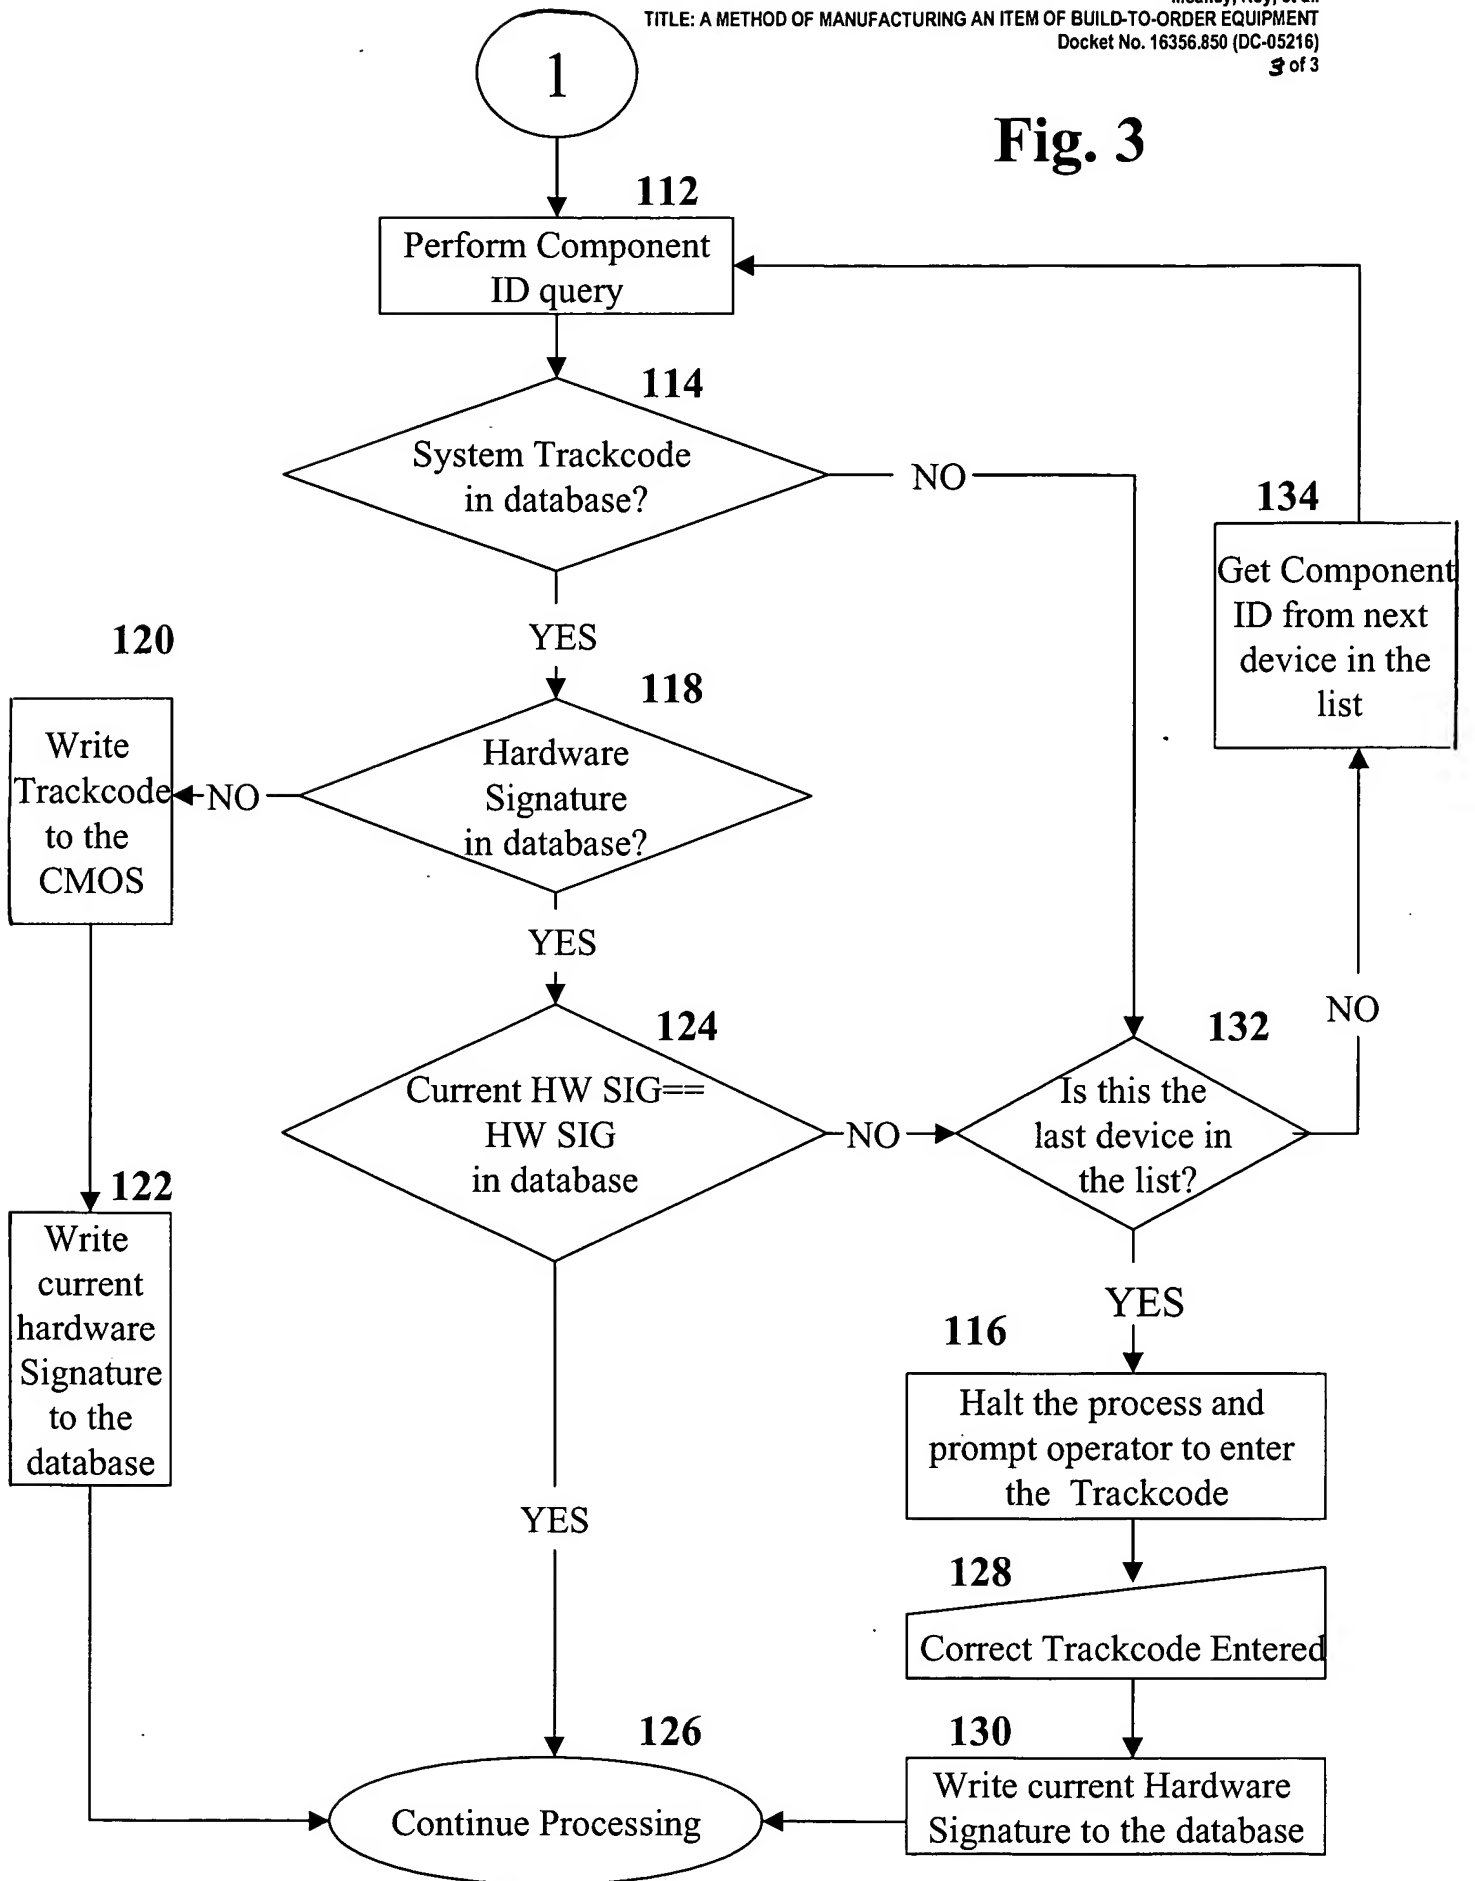 TITLE: A METHOD OF MANUFACTURING AN ITEM OF BUILD-TO-ORDER EQUIPMENT
Docket No. 16356.850 (DC-05216)
3 of 3
Fig. 3
1
112
Perform Component
ID query
114
System Trackcode
in database?
NO
YES
134
Get Component
ID from next
device in the
list
118
Hardware
Signature
in database?
NO
YES
120
Write
Trackcode
to the
CMOS
122
Write
current
hardware
Signature
to the
database
124
Current HW SIG==
HW SIG
in database
NO
YES
132
Is this the
last device in
the list?
NO
YES
116
Halt the process and
prompt operator to enter
the Trackcode
128
Correct Trackcode Entered
130
Write current Hardware
Signature to the database
126
Continue Processing